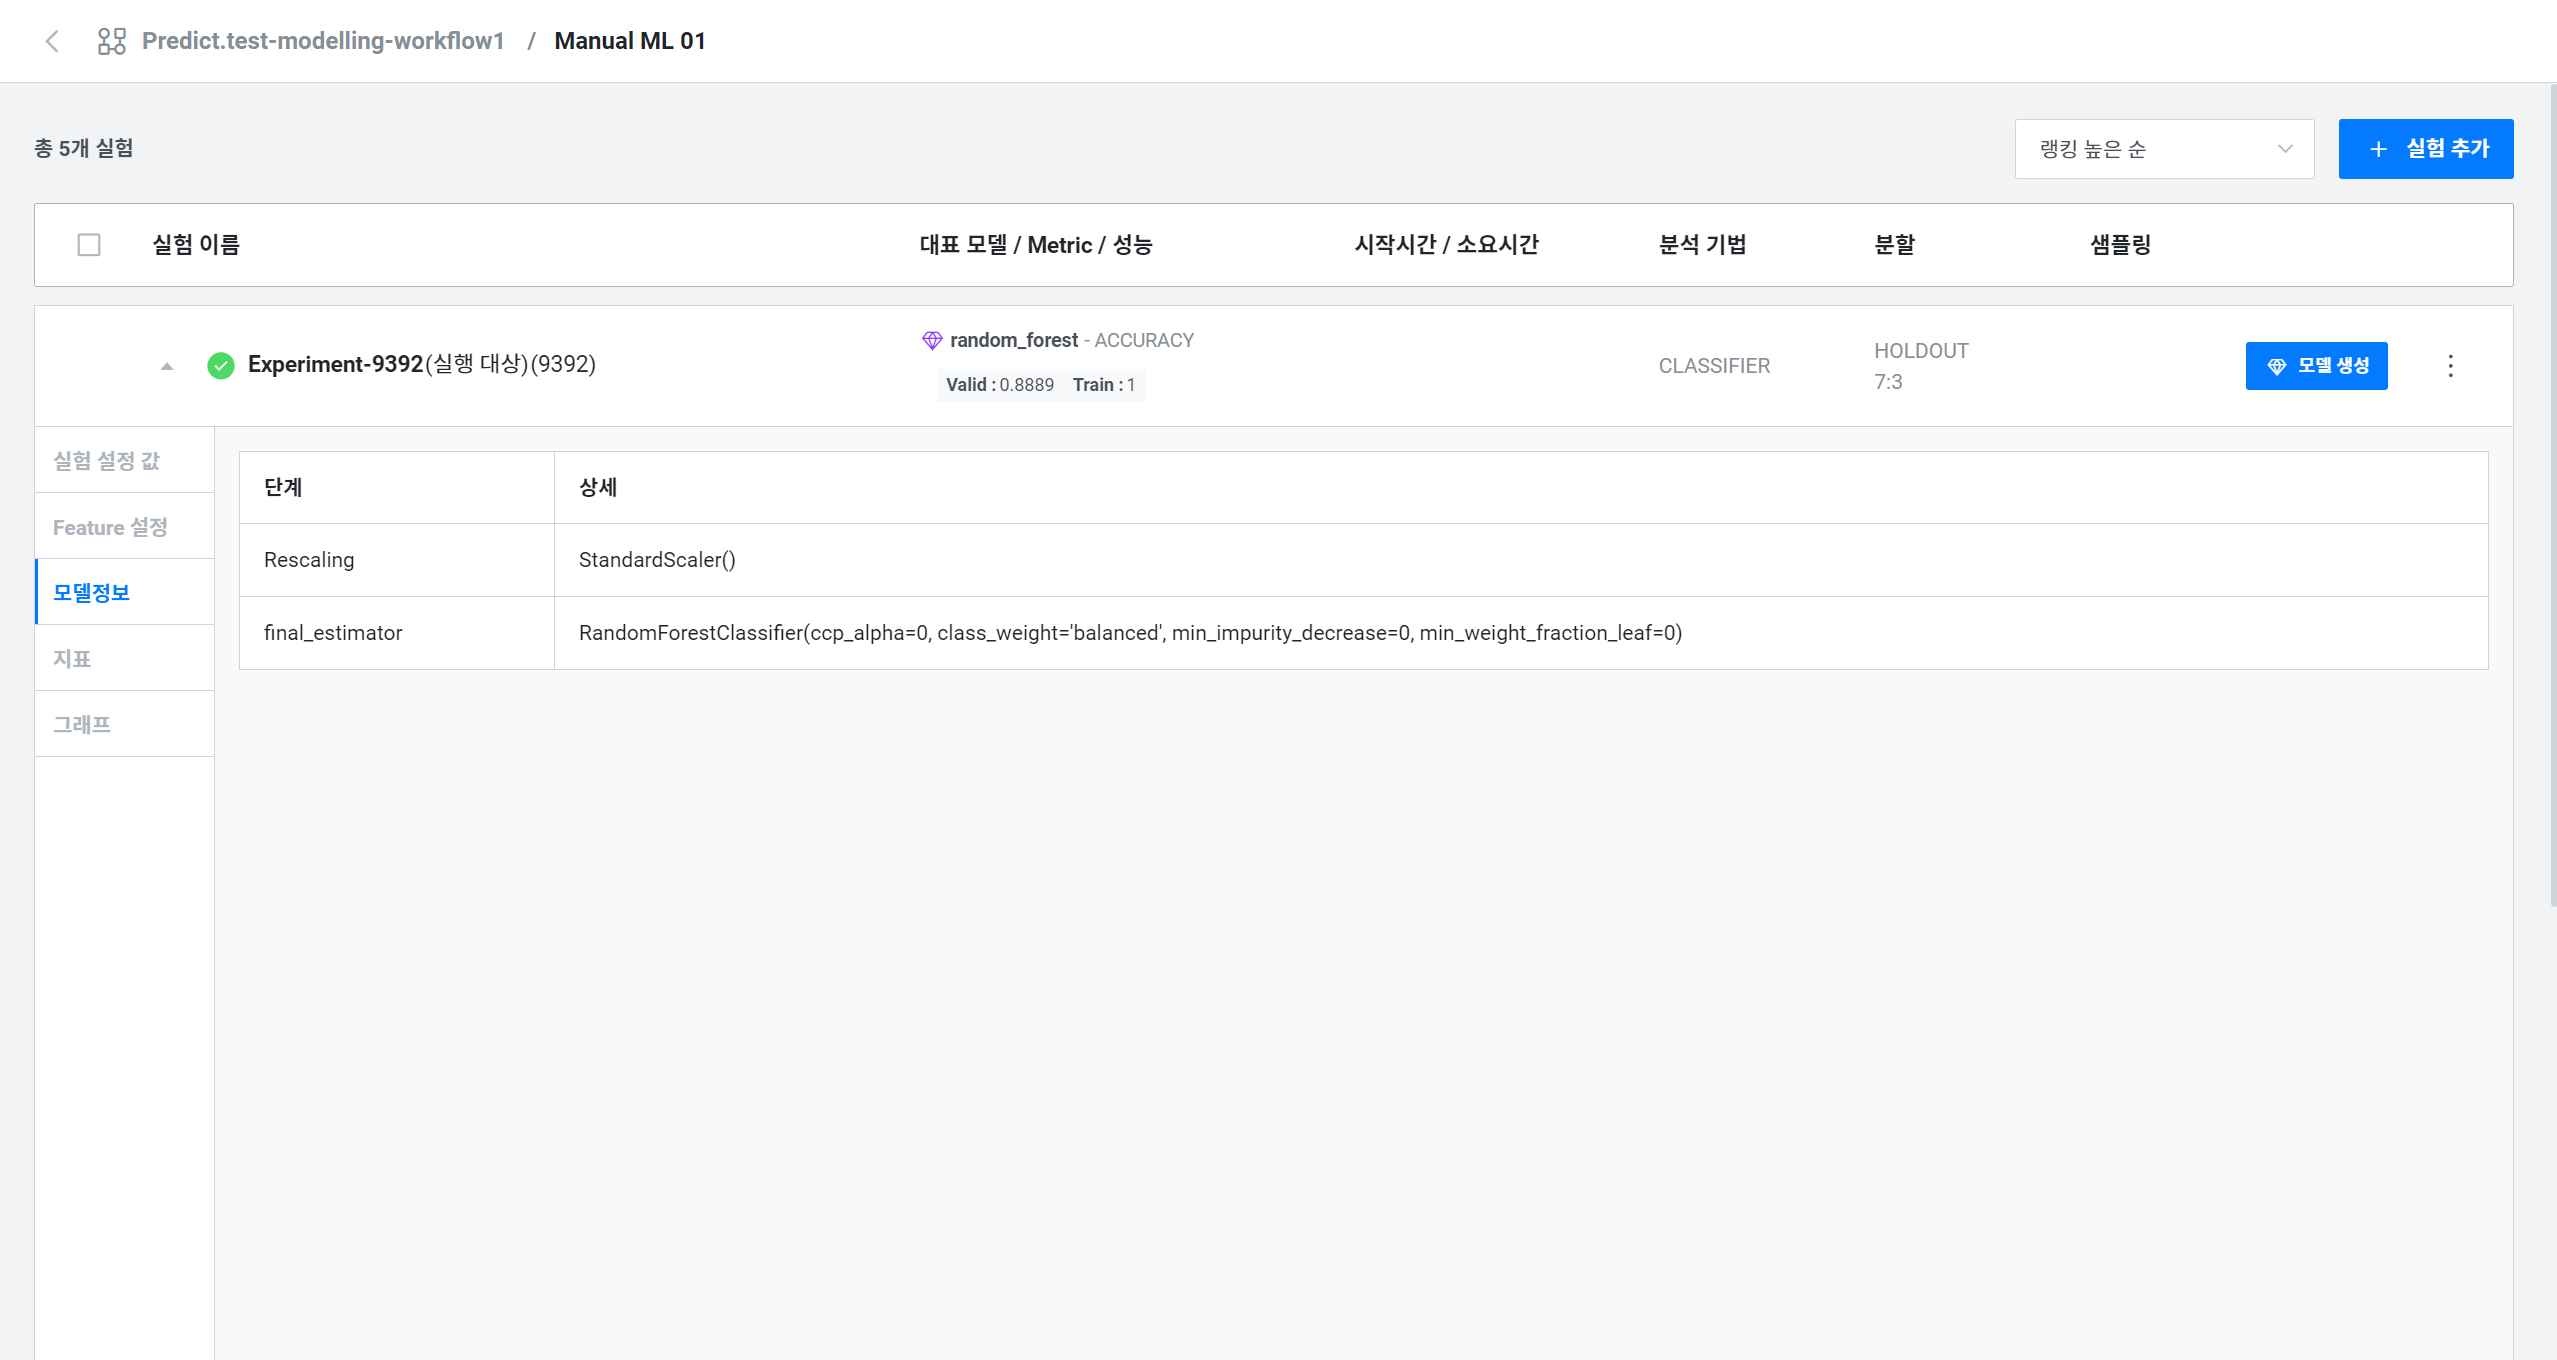 Predict.test-modelling-workflow1 / Manual ML 01
총 5개 실험
랭킹 높은 순
+ 실험 추가
실험 이름
대표 모델 / Metric / 성능
시작시간 / 소요시간
분석 기법
분할
샘플링
Experiment-9392(실행 대상)(9392)
random_forest - ACCURACY
Valid : 0.8889 Train : 1
CLASSIFIER
HOLDOUT
7:3
모델 생성
실험 설정 값
Feature 설정
모델정보
지표
그래프
단계 상세
Rescaling StandardScaler()
final_estimator RandomForestClassifier(ccp_alpha=0, class_weight='balanced', min_impurity_decrease=0, min_weight_fraction_leaf=0)